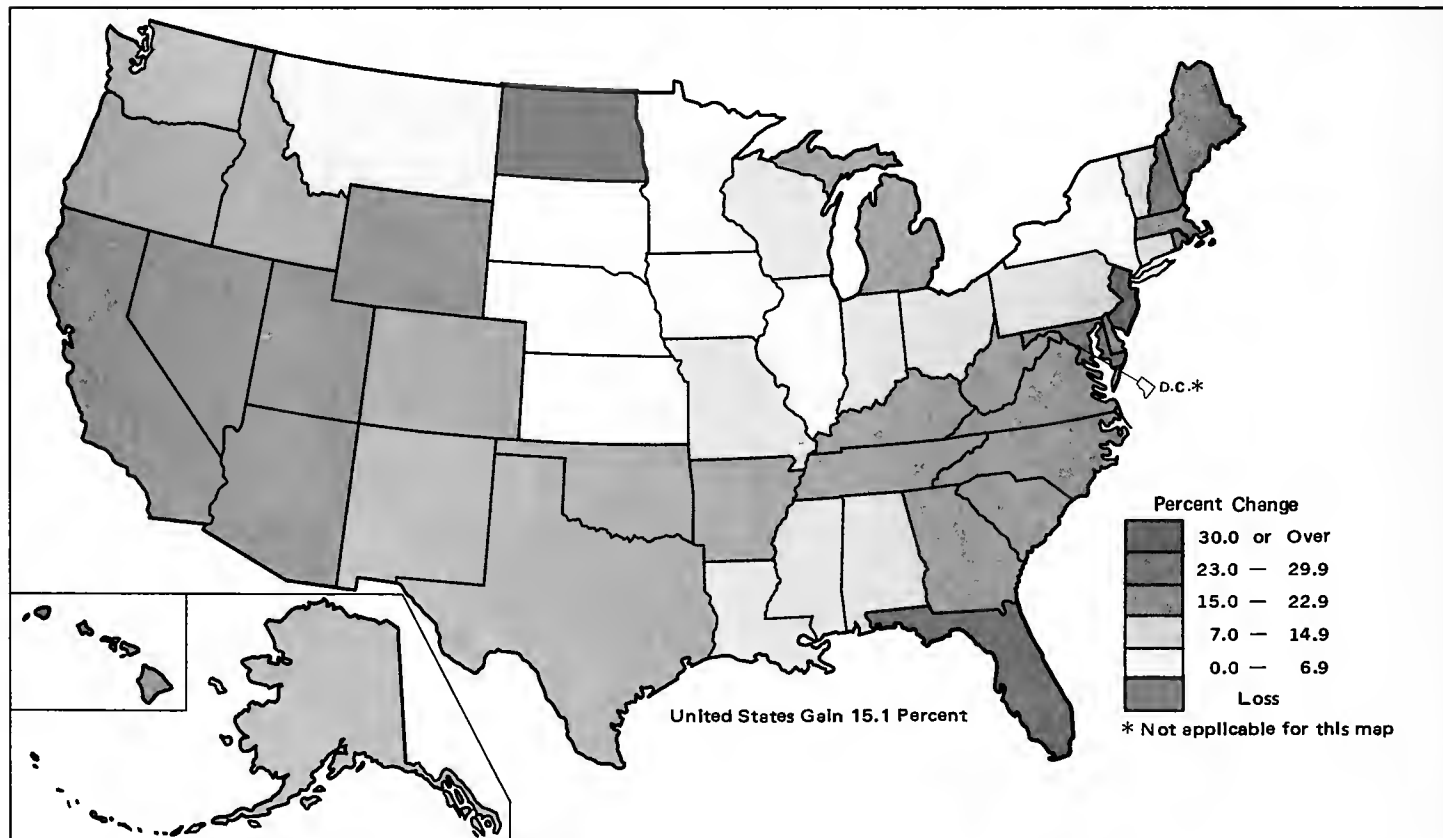 D.C.*
Percent Change
30.0 or Over
23.0 — 29.9
15.0 — 22.9
7.0 — 14.9
0.0 — 6.9
Loss
United States Gain 15.1 Percent
* Not applicable for this map